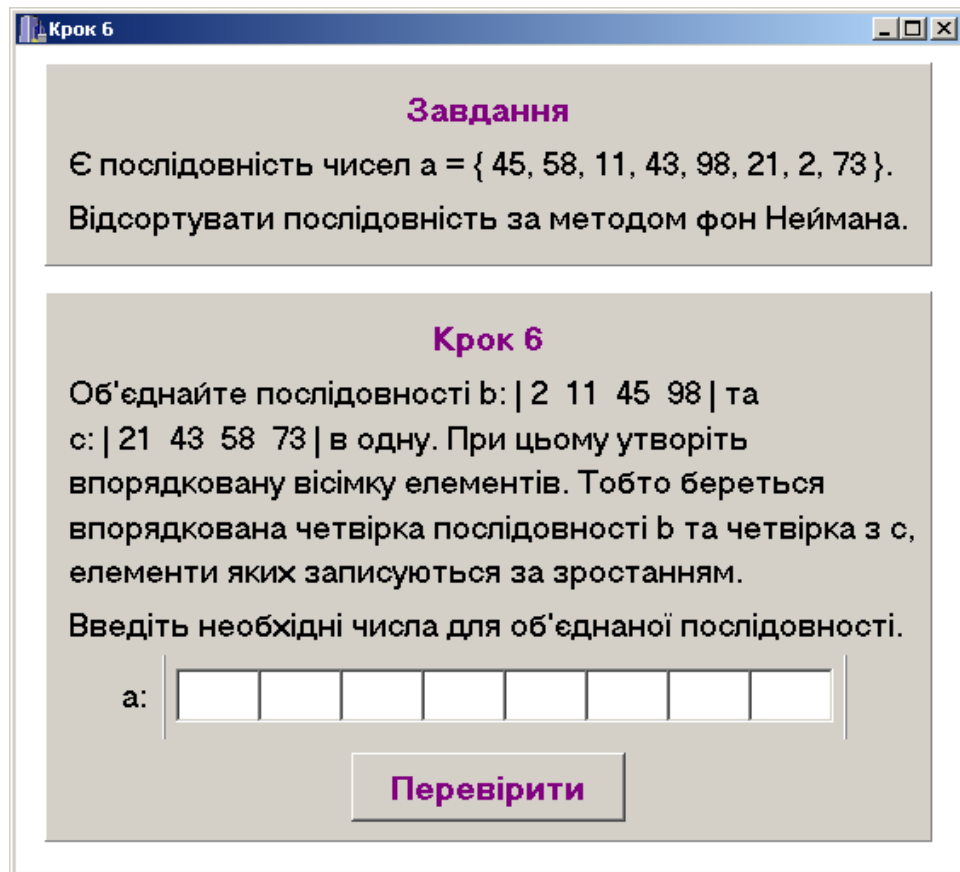 Крок 6
Завдання
Є послідовність чисел a = { 45, 58, 11, 43, 98, 21, 2, 73 }.
Відсортувати послідовність за методом фон Неймана.
Крок 6
Об'єднайте послідовності b: | 2 11 45 98 | та
c: | 21 43 58 73 | в одну. При цьому утворіть
впорядковану вісімку елементів. Тобто береться
впорядкована четвірка послідовності b та четвірка з c,
елементи яких записуються за зростанням.
Введіть необхідні числа для об'єднаної послідовності.
a:
Перевірити